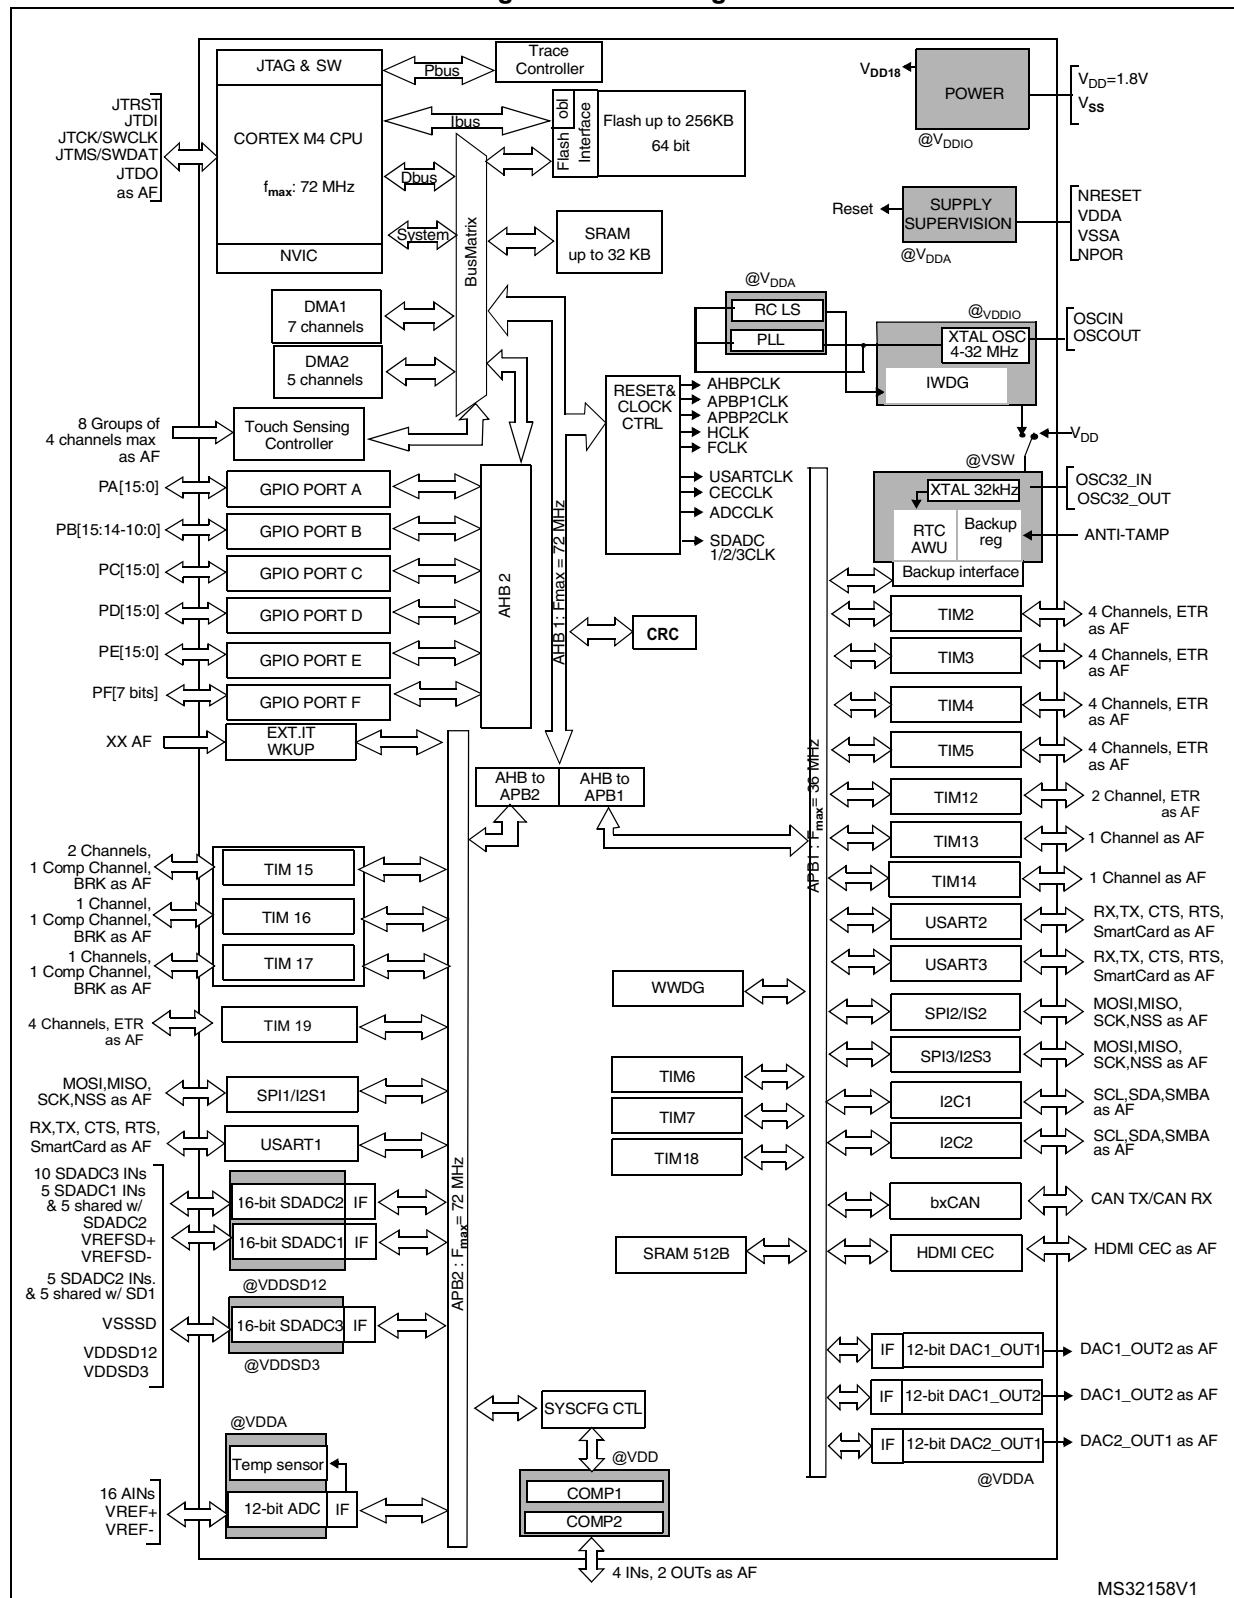 JTAG & SW
Pbus
Trace
Controller
JTRST
JTDI
JTCK/SWCLK
JTMS/SWDAT
JTDO
as AF
CORTEX M4 CPU
fmax: 72 MHz
NVIC
Ibus
Dbus
System
BusMatrix
Flash obl
Interface
Flash up to 256KB
64 bit
SRAM
up to 32 KB
VDD18
POWER
VDD=1.8V
VSS
@VDDIO
Reset
SUPPLY
SUPERVISION
NRESET
VDDA
VSSA
NPOR
@VDDA
DMA1
7 channels
DMA2
5 channels
@VDDA
RC LS
PLL
@VDDIO
XTAL OSC
4-32 MHz
IWDG
OSCIN
OSCOUT
8 Groups of
4 channels max
as AF
Touch Sensing
Controller
RESET&
CLOCK
CTRL
AHBPCLK
APBP1CLK
APBP2CLK
HCLK
FCLK
USARTCLK
CECCLK
ADCCLK
SDADC
1/2/3CLK
VDD
@VSW
XTAL 32kHz
OSC32_IN
OSC32_OUT
RTC
AWU
Backup
reg
ANTI-TAMP
Backup interface
PA[15:0]
GPIO PORT A
PB[15:14-10:0]
GPIO PORT B
PC[15:0]
GPIO PORT C
PD[15:0]
GPIO PORT D
PE[15:0]
GPIO PORT E
PF[7 bits]
GPIO PORT F
AHB 2
AHB 1: Fmax = 72 MHz
CRC
XX AF
EXT.IT
WKUP
AHB to
APB2
AHB to
APB1
TIM2
4 Channels, ETR
as AF
TIM3
4 Channels, ETR
as AF
TIM4
4 Channels, ETR
as AF
TIM5
4 Channels, ETR
as AF
TIM12
2 Channel, ETR
as AF
TIM13
1 Channel as AF
TIM14
1 Channel as AF
USART2
RX,TX, CTS, RTS,
SmartCard as AF
USART3
RX,TX, CTS, RTS,
SmartCard as AF
SPI2/IS2
MOSI,MISO,
SCK,NSS as AF
SPI3/I2S3
MOSI,MISO,
SCK,NSS as AF
I2C1
SCL,SDA,SMBA
as AF
I2C2
SCL,SDA,SMBA
as AF
bxCAN
CAN TX/CAN RX
HDMI CEC
HDMI CEC as AF
APB1 : Fmax = 36 MHz
2 Channels,
1 Comp Channel,
BRK as AF
TIM 15
1 Channel,
1 Comp Channel,
BRK as AF
TIM 16
1 Channels,
1 Comp Channel,
BRK as AF
TIM 17
4 Channels, ETR
as AF
TIM 19
MOSI,MISO,
SCK,NSS as AF
SPI1/I2S1
RX,TX, CTS, RTS,
SmartCard as AF
USART1
WWDG
TIM6
TIM7
TIM18
SRAM 512B
APB2 : Fmax = 72 MHz
10 SDADC3 INs
5 SDADC1 INs
& 5 shared w/
SDADC2
VREFSD+
VREFSD-
5 SDADC2 INs.
& 5 shared w/ SD1
VSSSD
VDDSD12
VDDSD3
16-bit SDADC2 IF
16-bit SDADC1 IF
@VDDSD12
16-bit SDADC3 IF
@VDDSD3
IF 12-bit DAC1_OUT1
DAC1_OUT2 as AF
IF 12-bit DAC1_OUT2
DAC1_OUT2 as AF
IF 12-bit DAC2_OUT1
DAC2_OUT1 as AF
@VDDA
SYSCFG CTL
@VDD
COMP1
COMP2
4 INs, 2 OUTs as AF
@VDDA
Temp sensor
16 AINs
VREF+
VREF-
12-bit ADC IF
MS32158V1